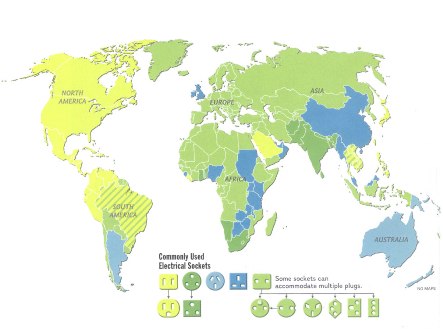 NORTH
AMERICA
EUROPE
ASIA
AFRICA
SOUTH
AMERICA
AUSTRALIA
Commonly Used
Electrical Sockets
Some sockets can
accommodate multiple plugs.
NG MAPS